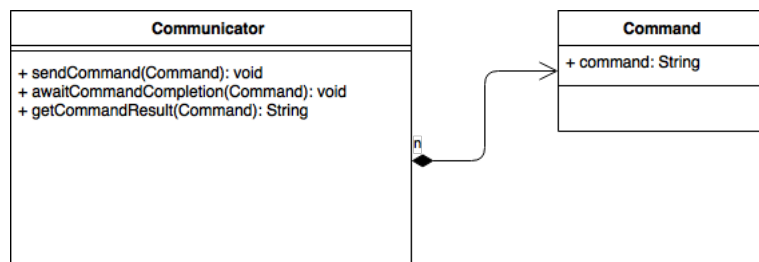 Communicator
+ sendCommand(Command): void
+ awaitCommandCompletion(Command): void
+ getCommandResult(Command): String
n
Command
+ command: String